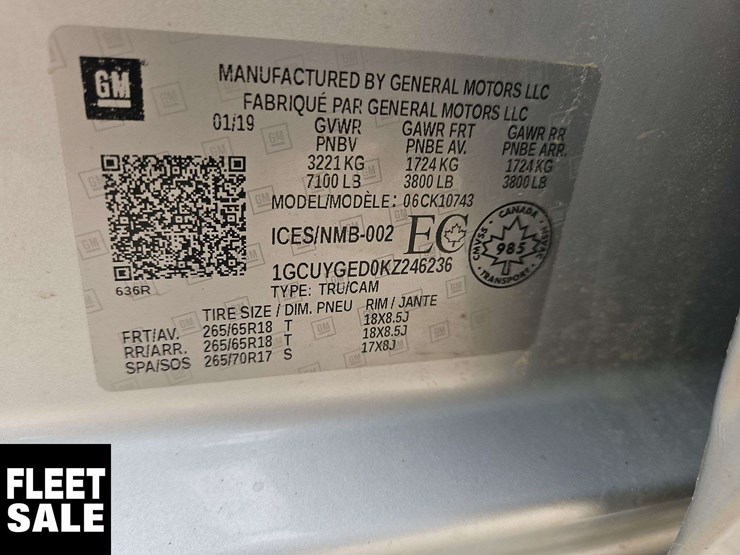 GM
MANUFACTURED BY GENERAL MOTORS LLC
FABRIQUÉ PAR GENERAL MOTORS LLC
01/19 GVWR GAWR FRT GAWR RR
PNBV PNBE AV. PNBE ARR.
3221 KG 1724 KG 1724 KG
7100 LB 3800 LB 3800 LB
MODEL/MODÈLE: 06CK10743
ICES/NMB-002 EC
CANADA
CMVSS 985 NSVAC
TRANSPORT
1GCUYGED0KZ246236
636R
TYPE: TRU/CAM
TIRE SIZE / DIM. PNEU RIM / JANTE
FRT/AV. 265/65R18 T 18X8.5J
RR/ARR. 265/65R18 T 18X8.5J
SPA/SOS 265/70R17 S 17X8J
FLEET
SALE